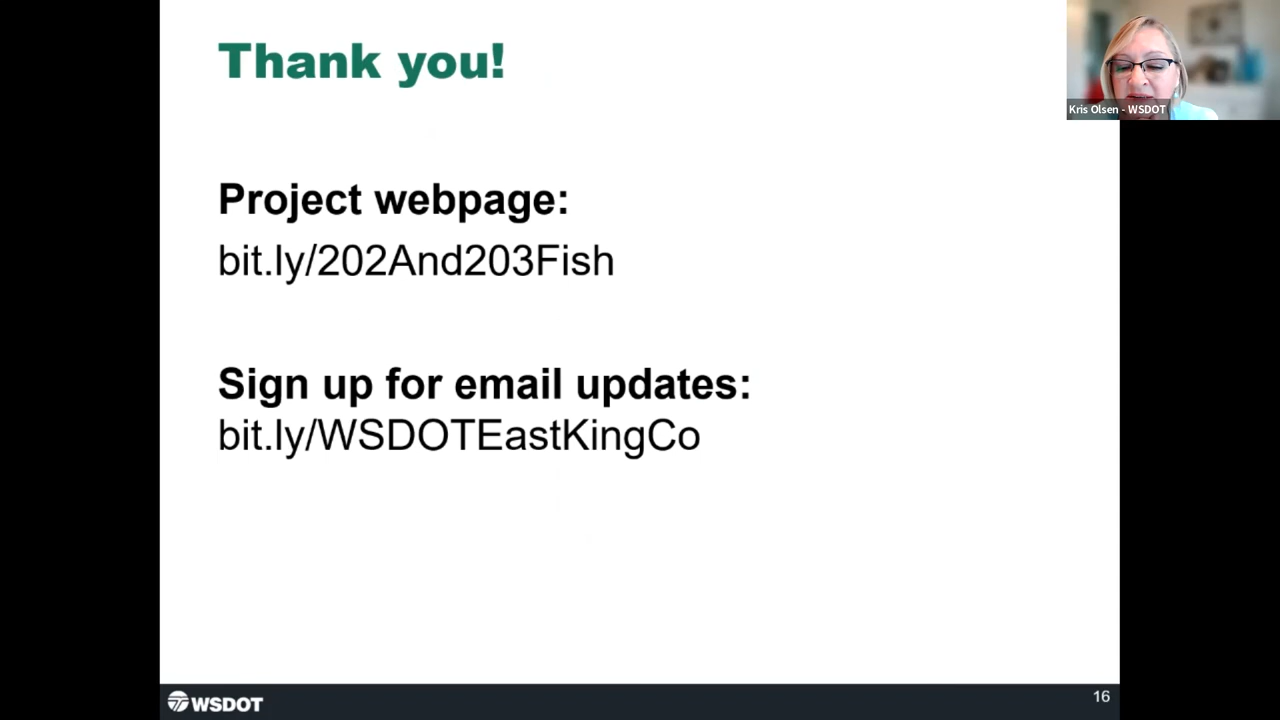 Thank you!
Kris Olsen - WSDOT
Project webpage:
bit.ly/202And203Fish
Sign up for email updates:
bit.ly/WSDOTEastKingCo
WSDOT
16